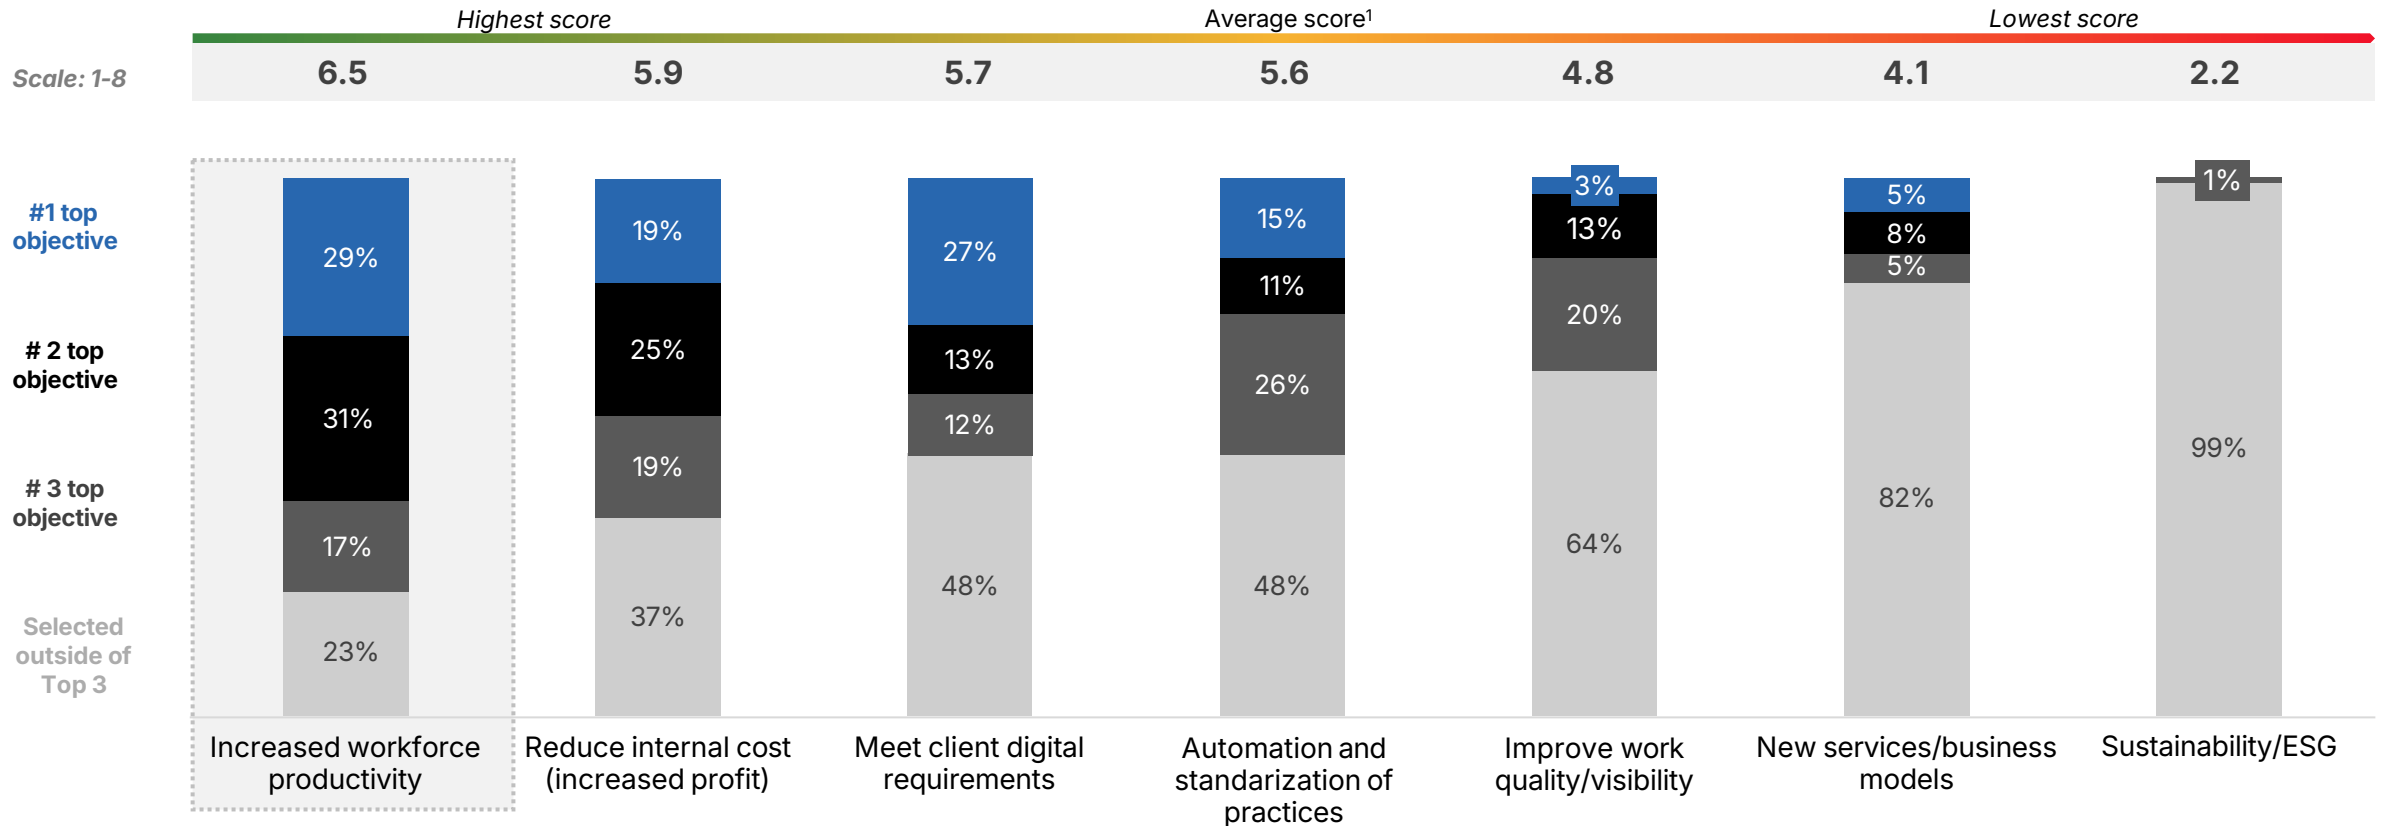 Highest score
Average score1
Lowest score
Scale: 1-8
6.5
5.9
5.7
5.6
4.8
4.1
2.2
#1 top
objective
# 2 top
objective
# 3 top
objective
Selected
outside of
Top 3
29%
31%
17%
23%
19%
25%
19%
37%
27%
13%
12%
48%
15%
11%
26%
48%
3%
13%
20%
64%
5%
8%
5%
82%
1%
99%
Increased workforce
productivity
Reduce internal cost
(increased profit)
Meet client digital
requirements
Automation and
standarization of
practices
Improve work
quality/visibility
New services/business
models
Sustainability/ESG